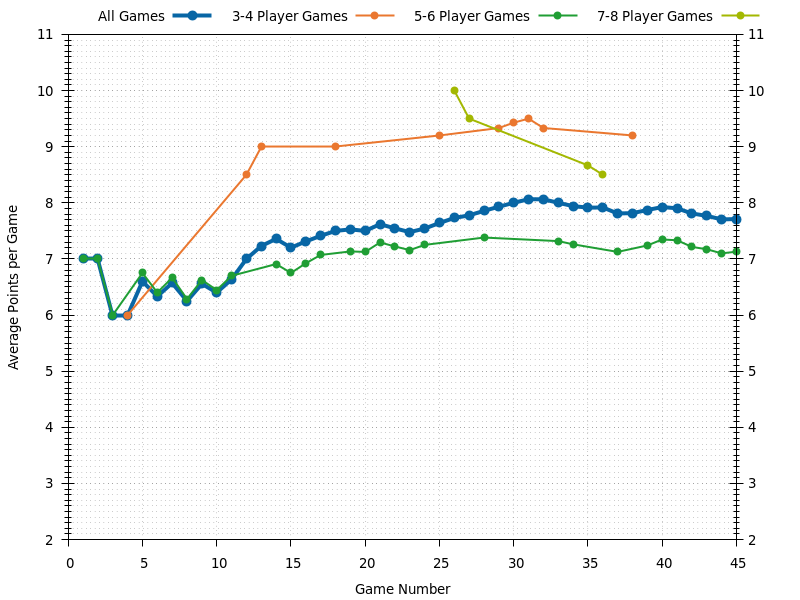 All Games 3-4 Player Games 5-6 Player Games 7-8 Player Games
11 11
10 10
9 9
8 8
7 7
6 6
5 5
4 4
3 3
2 2
Average Points per Game
0 5 10 15 20 25 30 35 40 45
Game Number